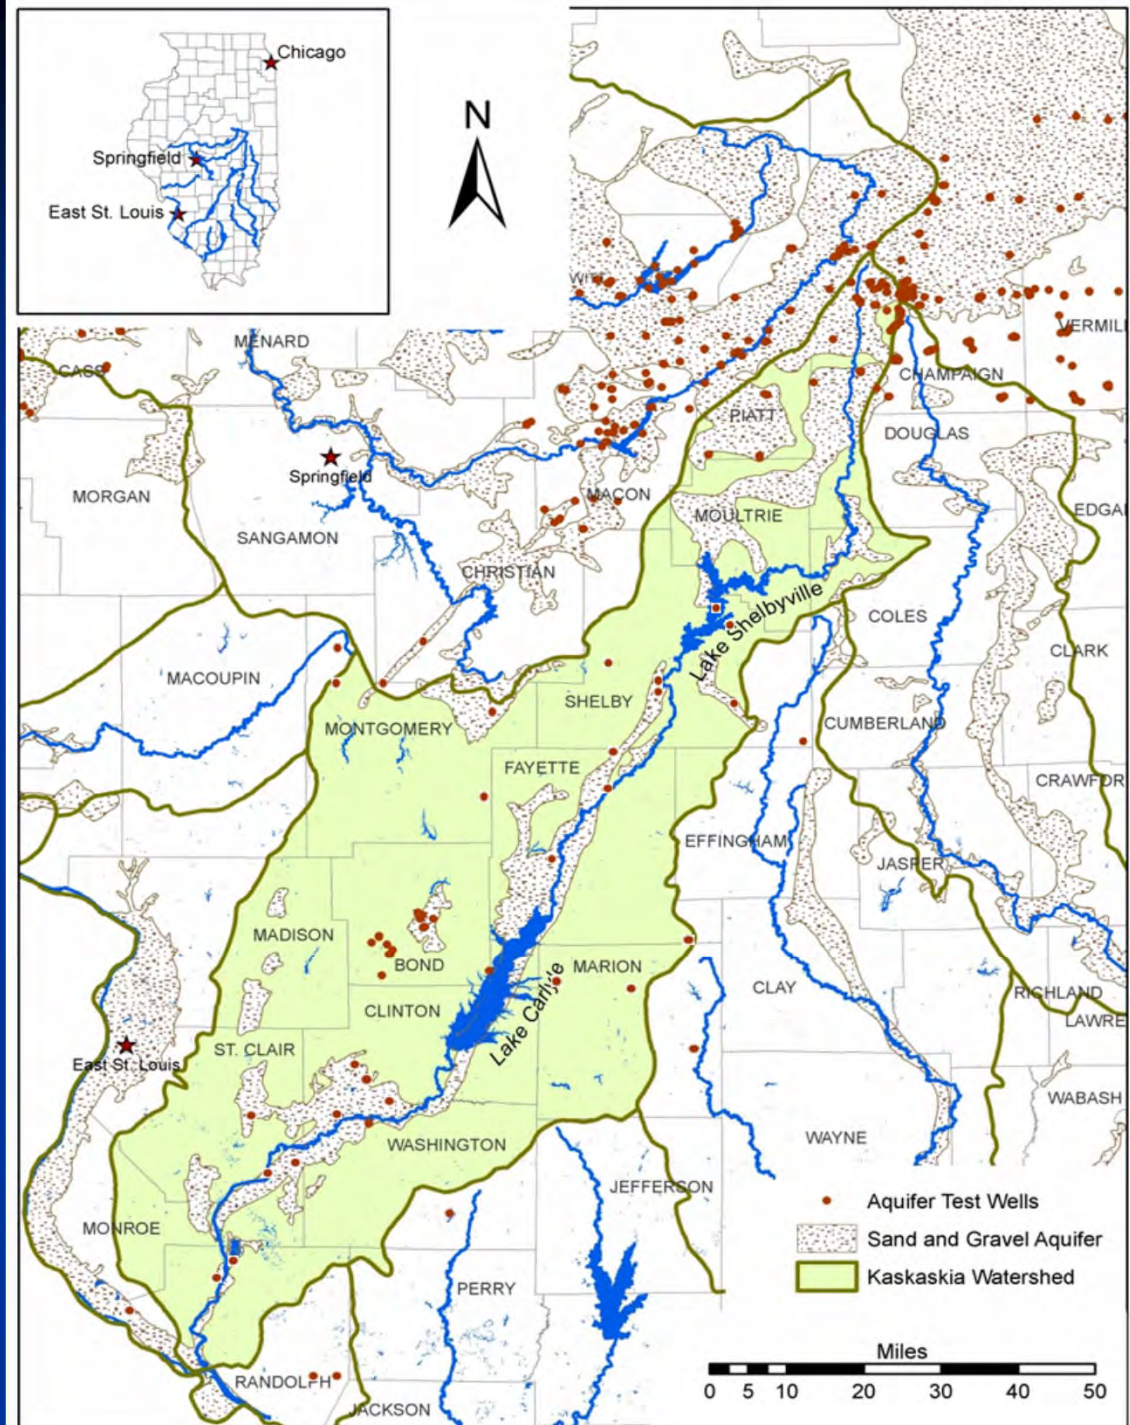 Chicago
Springfield
East St. Louis
N
WITT
MENARD
VERMILI
CASS
CHAMPAIGN
PIATT
DOUGLAS
Springfield
MORGAN
MACON
EDGA
MOULTRIE
SANGAMON
CHRISTIAN
Lake Shelbyville
COLES
CLARK
MACOUPIN
SHELBY
CUMBERLAND
MONTGOMERY
FAYETTE
CRAWFOR
EFFINGHAM
JASPER
MADISON
BOND
MARION
CLAY
RICHLAND
CLINTON
Lake Carlyle
LAWRE
ST. CLAIR
East St. Louis
WABASH
WASHINGTON
WAYNE
JEFFERSON
MONROE
PERRY
RANDOLPH
JACKSON
Aquifer Test Wells
Sand and Gravel Aquifer
Kaskaskia Watershed
Miles
0 5 10 20 30 40 50